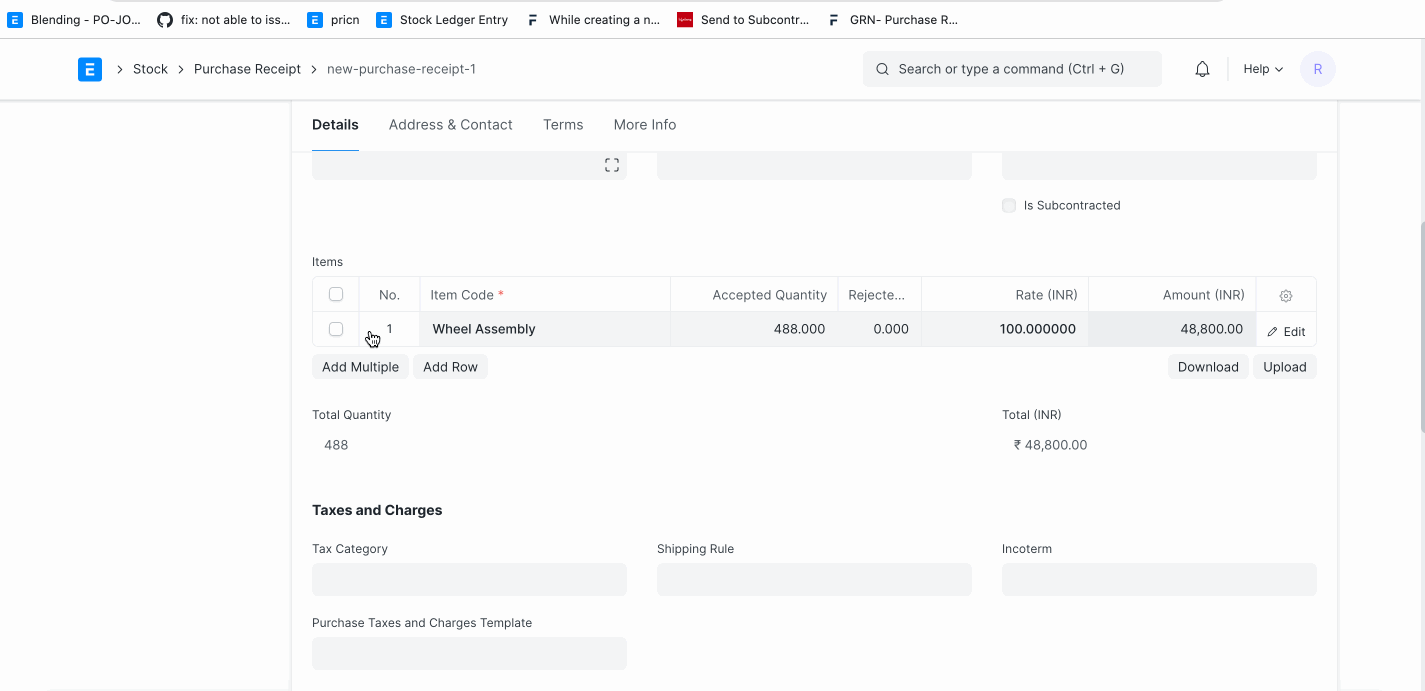 Blending - PO-JO... fix: not able to iss... pricn Stock Ledger Entry While creating a n... Send to Subcontr... GRN- Purchase R...
E > Stock > Purchase Receipt > new-purchase-receipt-1 Search or type a command (Ctrl + G) Help R
Details Address & Contact Terms More Info
Is Subcontracted
Items
No. Item Code * Accepted Quantity Rejecte... Rate (INR) Amount (INR)
1 Wheel Assembly 488.000 0.000 100.000000 48,800.00 Edit
Add Multiple Add Row Download Upload
Total Quantity Total (INR)
488 ₹ 48,800.00
Taxes and Charges
Tax Category Shipping Rule Incoterm
Purchase Taxes and Charges Template